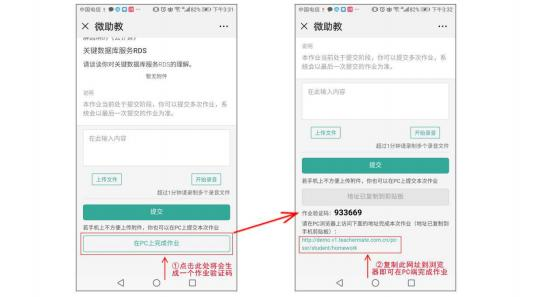 中国电信 82% 下午3:31
× 微助教 ...
关键数据库服务RDS
请谈谈你对关键数据库服务RDS的理解。
暂无附件
说明
本作业当前处于提交阶段，你可以提交多次作业，系
统会以最后一次提交的作业为准。
在此输入内容
上传文件 开始录音
超过1分钟请录制多个录音文件
提交
若手机上不方便上传附件，你也可以在PC上提交本次作业
在PC上完成作业
①点击此处将会生
成一个作业验证码
中国电信 82% 下午3:32
× 微助教 ...
说明
本作业当前处于提交阶段，你可以提交多次作业，系
统会以最后一次提交的作业为准。
在此输入内容
上传文件 开始录音
超过1分钟请录制多个录音文件
提交
若手机上不方便上传附件，你也可以在PC上提交本次作业
地址已复制到剪贴板
作业验证码：933669
请在PC浏览器上访问下面的地址完成本次作业（地址已复制到
手机剪贴板）：
http://demo.v1.teachermate.com.cn/pc
ssr/student/homework
②复制此网址到浏览
器即可在PC端完成作业